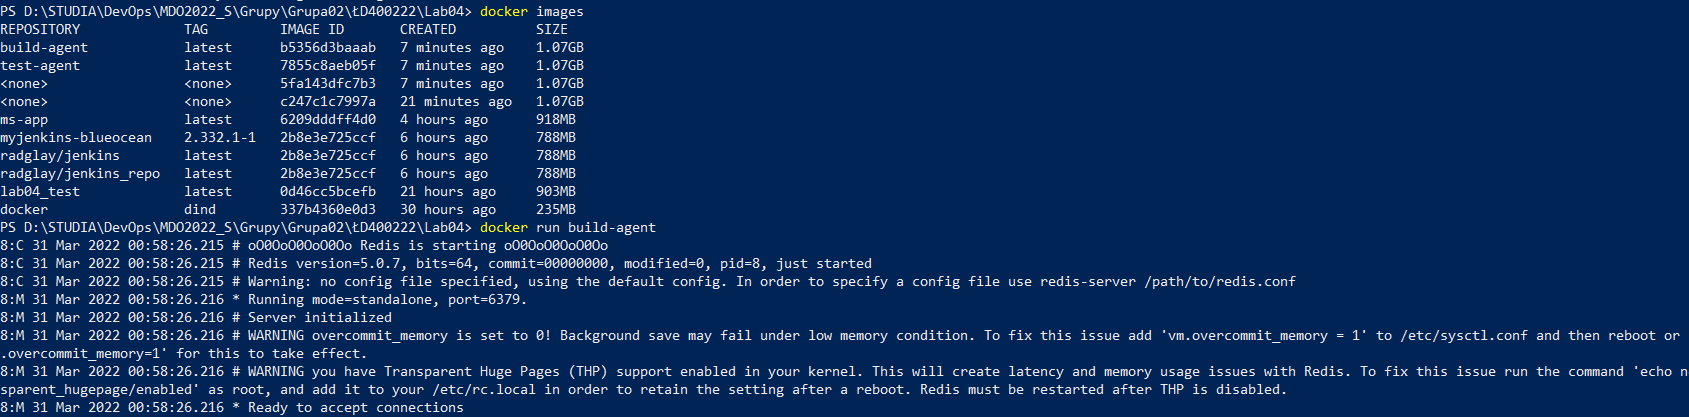 PS D:\STUDIA\DevOps\MDO2022_S\Grupy\Grupa02\ŁD400222\Lab04> docker images
REPOSITORY TAG IMAGE ID CREATED SIZE
build-agent latest b5356d3baaab 7 minutes ago 1.07GB
test-agent latest 7855c8aeb05f 7 minutes ago 1.07GB
<none> <none> 5fa143dfc7b3 7 minutes ago 1.07GB
<none> <none> c247c1c7997a 21 minutes ago 1.07GB
ms-app latest 6209dddff4d0 4 hours ago 918MB
myjenkins-blueocean 2.332.1-1 2b8e3e725ccf 6 hours ago 788MB
radglay/jenkins latest 2b8e3e725ccf 6 hours ago 788MB
radglay/jenkins_repo latest 2b8e3e725ccf 6 hours ago 788MB
lab04_test latest 0d46cc5bcefb 21 hours ago 903MB
docker dind 337b4360e0d3 30 hours ago 235MB
PS D:\STUDIA\DevOps\MDO2022_S\Grupy\Grupa02\ŁD400222\Lab04> docker run build-agent
8:C 31 Mar 2022 00:58:26.215 # oO0OoO0OoO0Oo Redis is starting oO0OoO0OoO0Oo
8:C 31 Mar 2022 00:58:26.215 # Redis version=5.0.7, bits=64, commit=00000000, modified=0, pid=8, just started
8:C 31 Mar 2022 00:58:26.215 # Warning: no config file specified, using the default config. In order to specify a config file use redis-server /path/to/redis.conf
8:M 31 Mar 2022 00:58:26.216 * Running mode=standalone, port=6379.
8:M 31 Mar 2022 00:58:26.216 # Server initialized
8:M 31 Mar 2022 00:58:26.216 # WARNING overcommit_memory is set to 0! Background save may fail under low memory condition. To fix this issue add 'vm.overcommit_memory = 1' to /etc/sysctl.conf and then reboot or
.overcommit_memory=1' for this to take effect.
8:M 31 Mar 2022 00:58:26.216 # WARNING you have Transparent Huge Pages (THP) support enabled in your kernel. This will create latency and memory usage issues with Redis. To fix this issue run the command 'echo n
sparent_hugepage/enabled' as root, and add it to your /etc/rc.local in order to retain the setting after a reboot. Redis must be restarted after THP is disabled.
8:M 31 Mar 2022 00:58:26.216 * Ready to accept connections